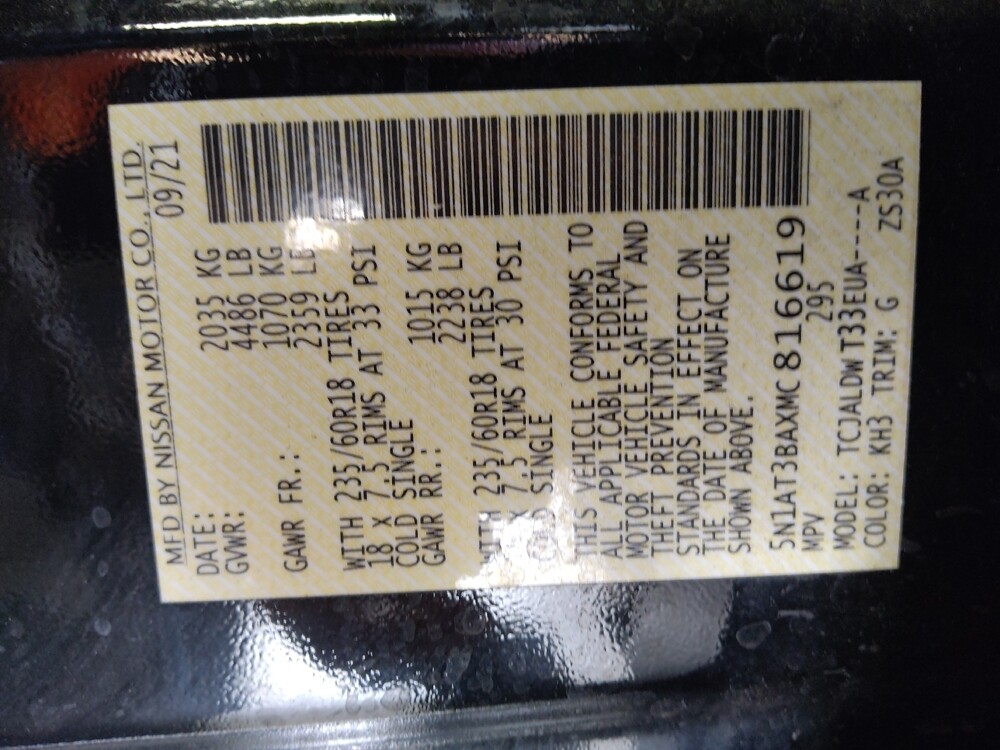 MFD BY NISSAN MOTOR CO., LTD.
DATE: 09/21
GVWR: 2035 KG
4486 LB
GAWR FR.: 1070 KG
2359 LB
WITH 235/60R18 TIRES
18 X 7.5 RIMS AT 33 PSI
COLD SINGLE
GAWR RR.: 1015 KG
2238 LB
WITH 235/60R18 TIRES
18 X 7.5 RIMS AT 30 PSI
COLD SINGLE
THIS VEHICLE CONFORMS TO
ALL APPLICABLE FEDERAL
MOTOR VEHICLE SAFETY AND
THEFT PREVENTION
STANDARDS IN EFFECT ON
THE DATE OF MANUFACTURE
SHOWN ABOVE.
5N1AT3BAXMC816619
MPV 295
MODEL: TCJALDWT33EUA----A
COLOR: KH3 TRIM: G ZS30A